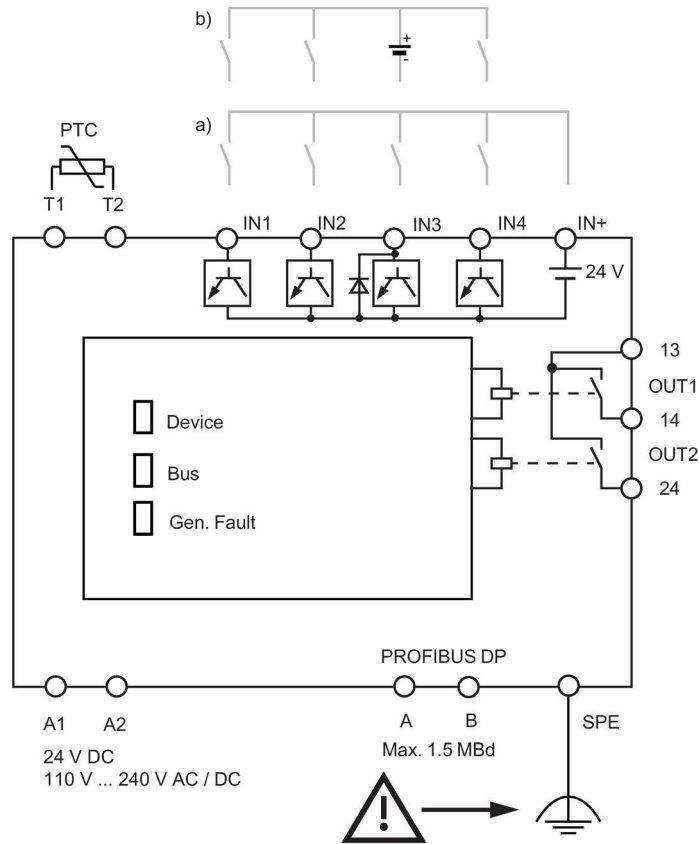 b)
+
-
a)
PTC
T1 T2
IN1 IN2 IN3 IN4 IN+
24 V
13
OUT1
14
OUT2
24
Device
Bus
Gen. Fault
PROFIBUS DP
A1 A2 A B SPE
Max. 1.5 MBd
24 V DC
110 V ... 240 V AC / DC
!